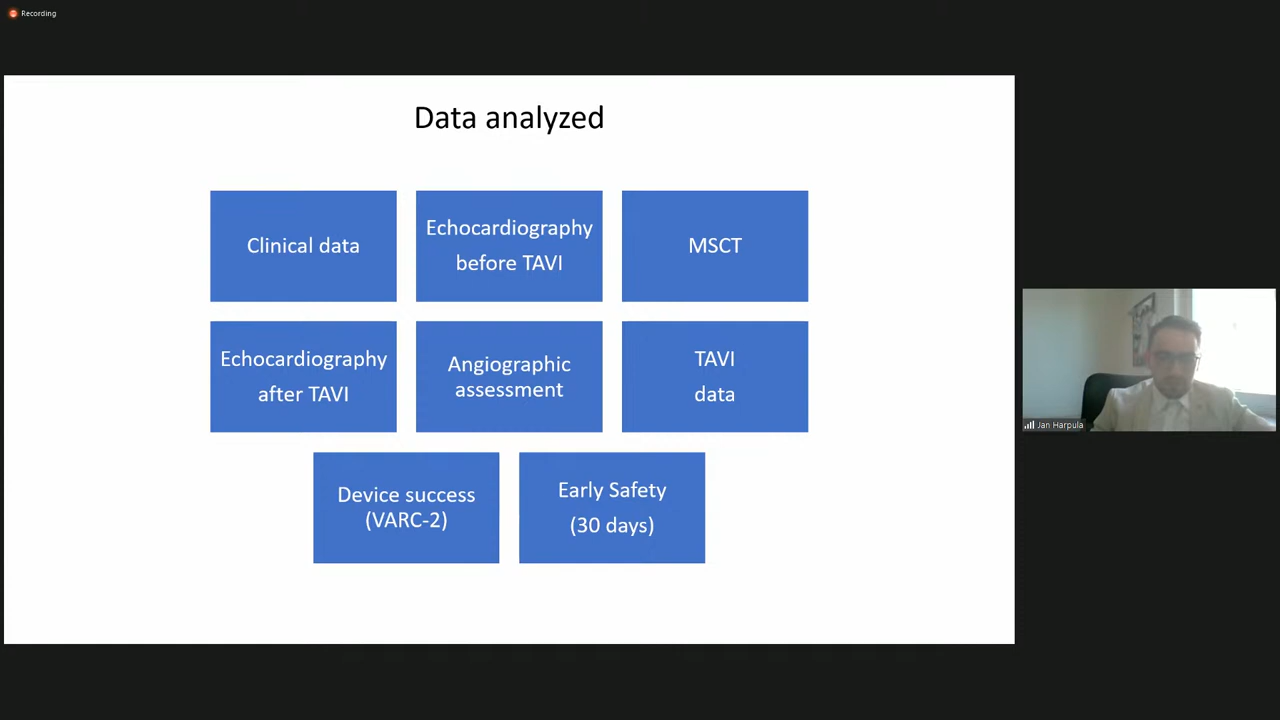 Recording
Data analyzed
Clinical data
Echocardiography
before TAVI
MSCT
Echocardiography
after TAVI
Angiographic
assessment
TAVI
data
Device success
(VARC-2)
Early Safety
(30 days)
Jan Harpula